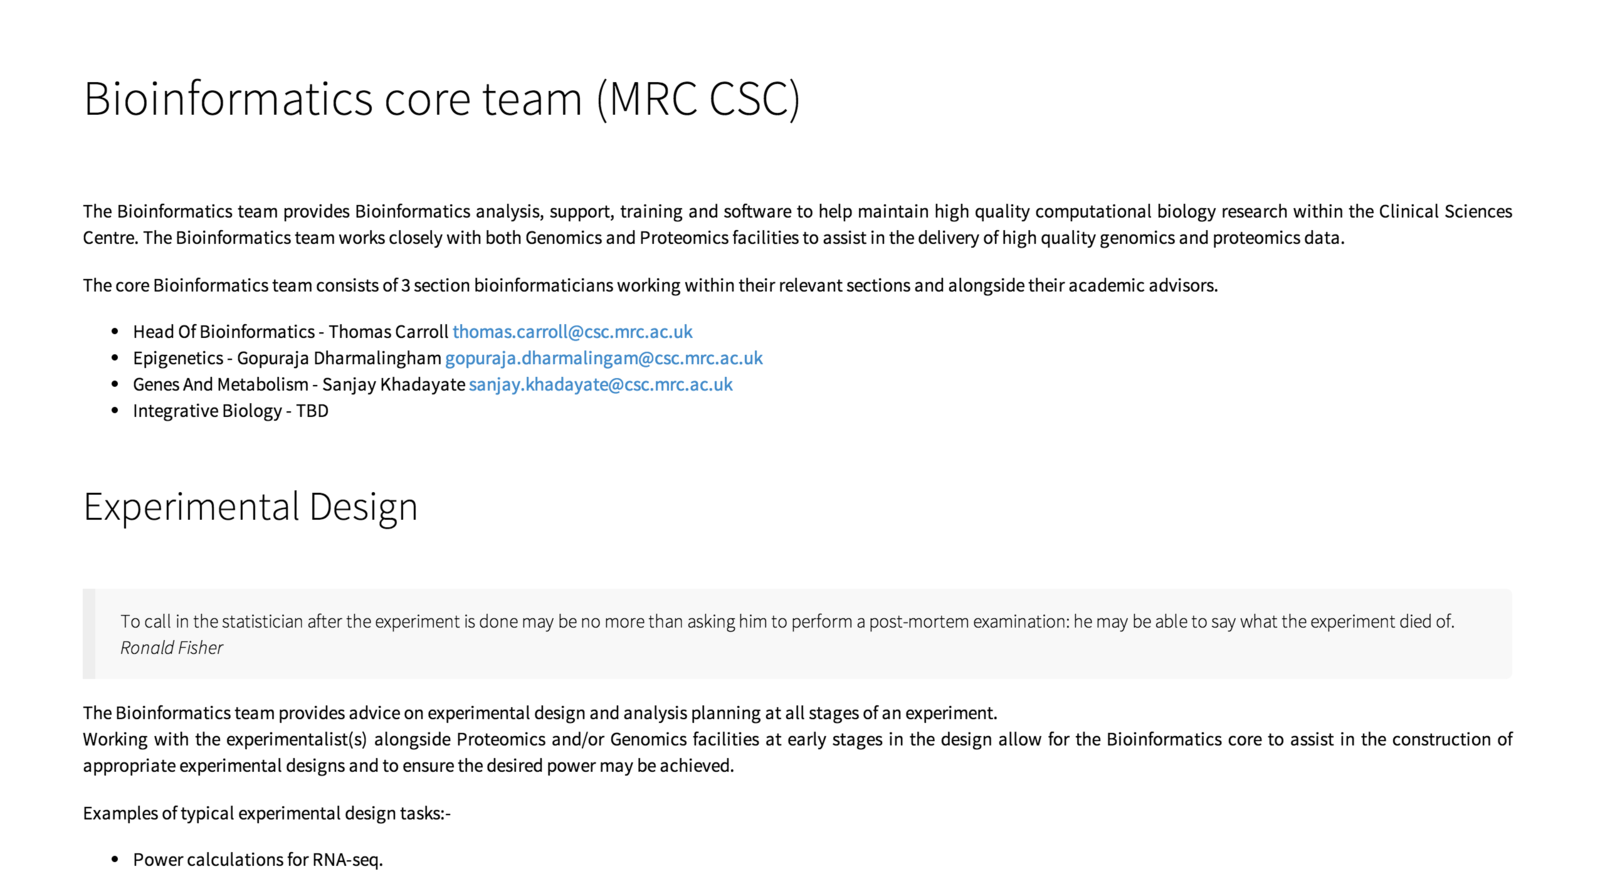 Bioinformatics core team (MRC CSC)
The Bioinformatics team provides Bioinformatics analysis, support, training and software to help maintain high quality computational biology research within the Clinical Sciences
Centre. The Bioinformatics team works closely with both Genomics and Proteomics facilities to assist in the delivery of high quality genomics and proteomics data.
The core Bioinformatics team consists of 3 section bioinformaticians working within their relevant sections and alongside their academic advisors.
• Head Of Bioinformatics - Thomas Carroll thomas.carroll@csc.mrc.ac.uk
• Epigenetics - Gopuraja Dharmalingham gopuraja.dharmalingam@csc.mrc.ac.uk
• Genes And Metabolism - Sanjay Khadayate sanjay.khadayate@csc.mrc.ac.uk
• Integrative Biology - TBD
Experimental Design
To call in the statistician after the experiment is done may be no more than asking him to perform a post-mortem examination: he may be able to say what the experiment died of.
Ronald Fisher
The Bioinformatics team provides advice on experimental design and analysis planning at all stages of an experiment.
Working with the experimentalist(s) alongside Proteomics and/or Genomics facilities at early stages in the design allow for the Bioinformatics core to assist in the construction of
appropriate experimental designs and to ensure the desired power may be achieved.
Examples of typical experimental design tasks:-
• Power calculations for RNA-seq.